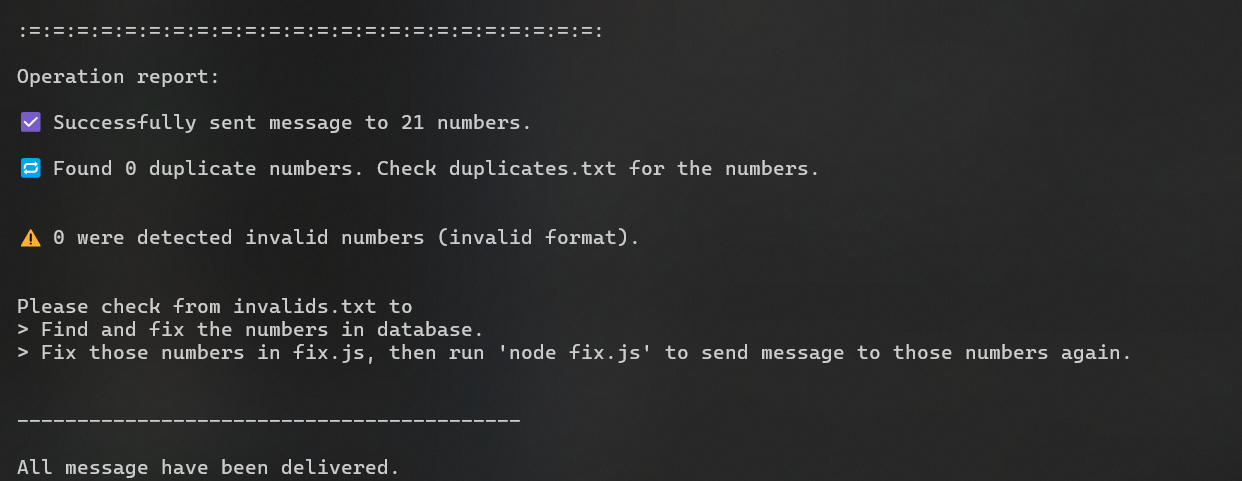 :=:=:=:=:=:=:=:=:=:=:=:=:=:=:=:=:=:=:=:=:=:=:=:=:
Operation report:
☑ Successfully sent message to 21 numbers.
🔁 Found 0 duplicate numbers. Check duplicates.txt for the numbers.
⚠ 0 were detected invalid numbers (invalid format).
Please check from invalids.txt to
> Find and fix the numbers in database.
> Fix those numbers in fix.js, then run 'node fix.js' to send message to those numbers again.
------------------------------------------
All message have been delivered.